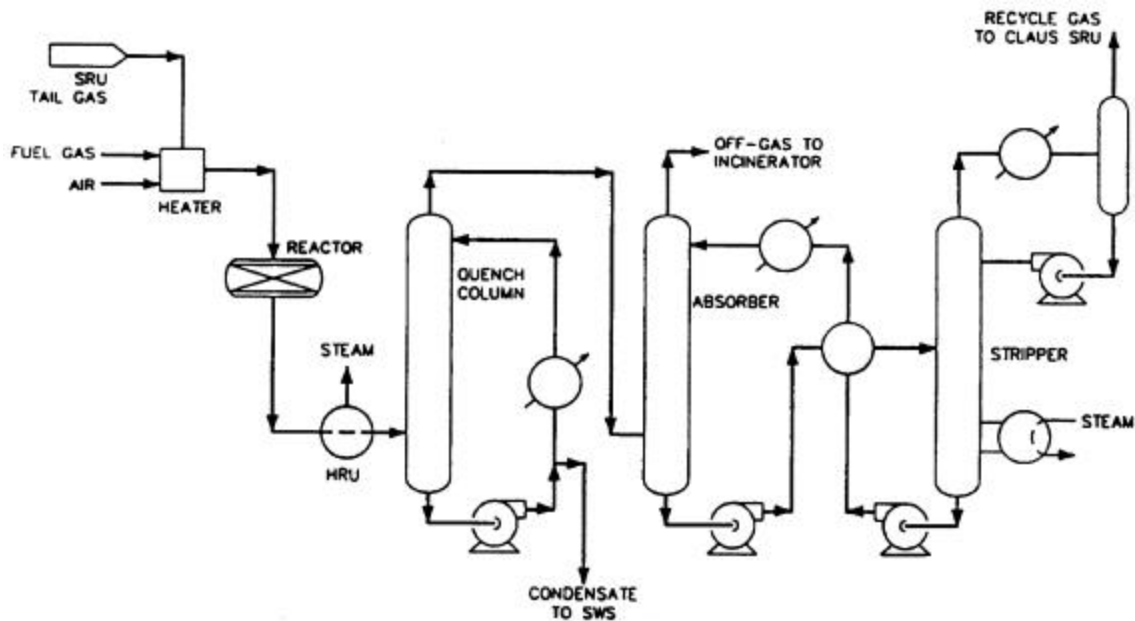 RECYCLE GAS
TO CLAUS SRU
SRU
TAIL GAS
FUEL GAS
AIR
HEATER
OFF-GAS TO
INCINERATOR
REACTOR
QUENCH
COLUMN
ABSORBER
STEAM
STRIPPER
HRU
STEAM
CONDENSATE
TO SWS